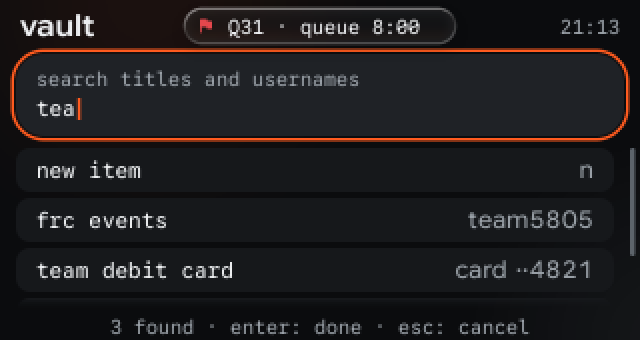 vault
Q31 · queue 8:00
21:13
search titles and usernames
tea
new item n
frc events team5805
team debit card card ··4821
3 found · enter: done · esc: cancel